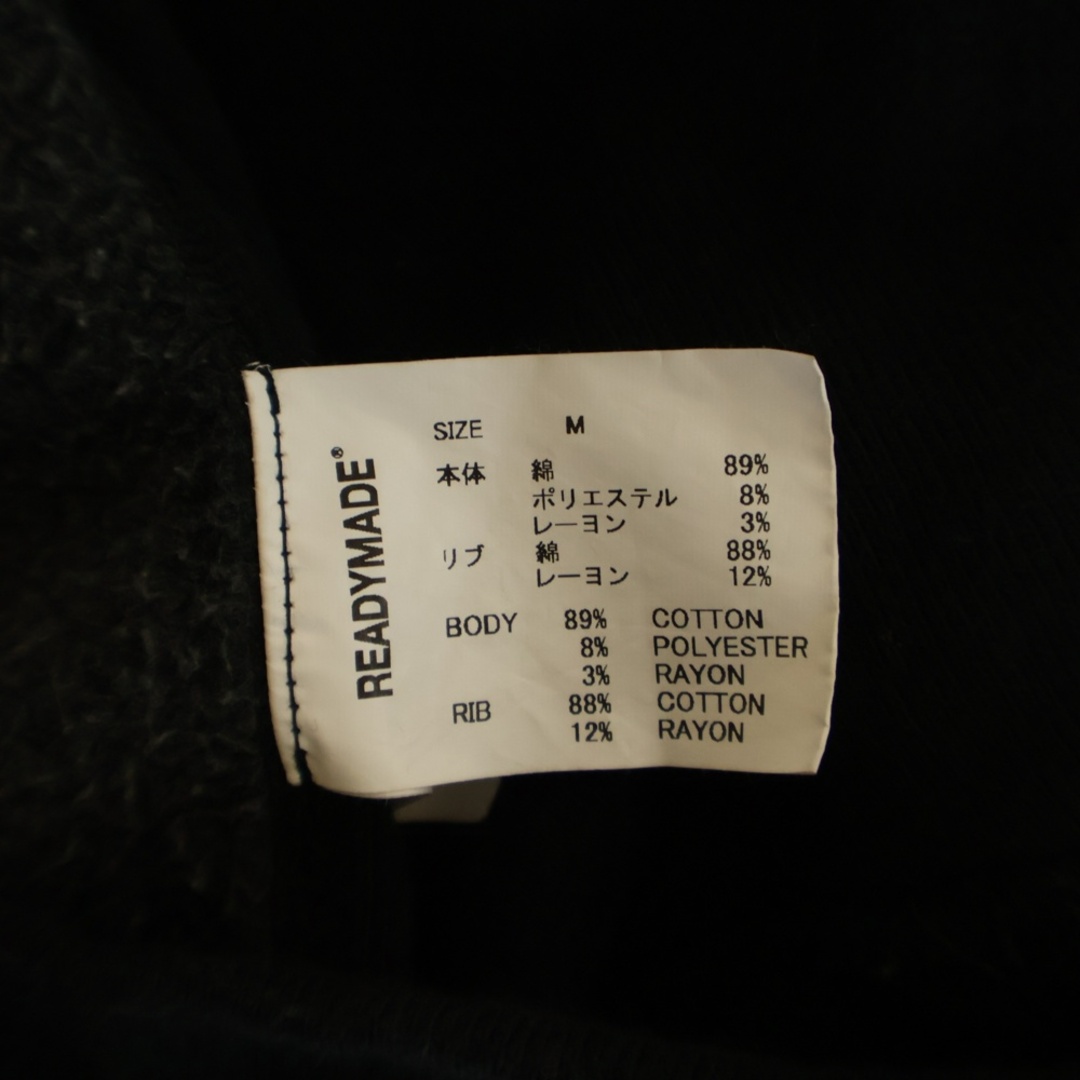 READYMADE®
SIZE M
本体 綿 89%
ポリエステル 8%
レーヨン 3%
リブ 綿 88%
レーヨン 12%
BODY 89% COTTON
8% POLYESTER
3% RAYON
RIB 88% COTTON
12% RAYON